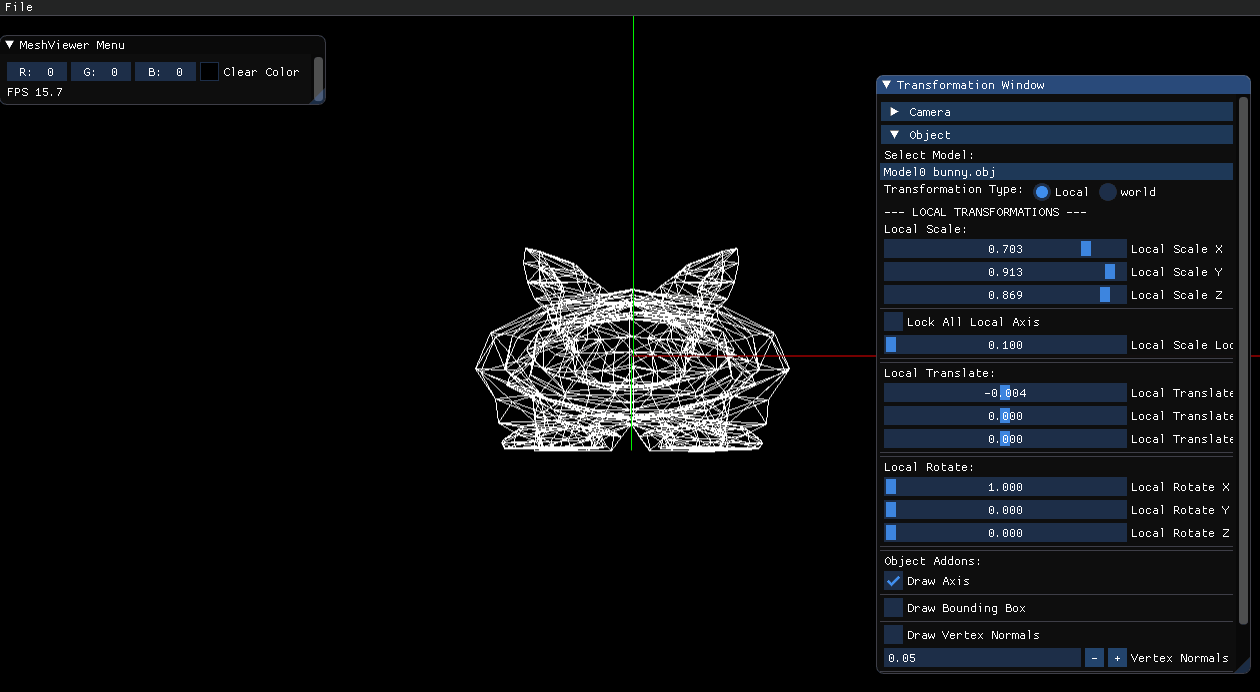 File
MeshViewer Menu
R: 0 G: 0 B: 0 Clear Color
FPS 15.7
Transformation Window
Camera
Object
Select Model:
Model0 bunny.obj
Transformation Type: Local world
--- LOCAL TRANSFORMATIONS ---
Local Scale:
0.703 Local Scale X
0.913 Local Scale Y
0.869 Local Scale Z
Lock All Local Axis
0.100 Local Scale Loc
Local Translate:
-0.004 Local Translate
0.000 Local Translate
0.000 Local Translate
Local Rotate:
1.000 Local Rotate X
0.000 Local Rotate Y
0.000 Local Rotate Z
Object Addons:
Draw Axis
Draw Bounding Box
Draw Vertex Normals
0.05 - + Vertex Normals